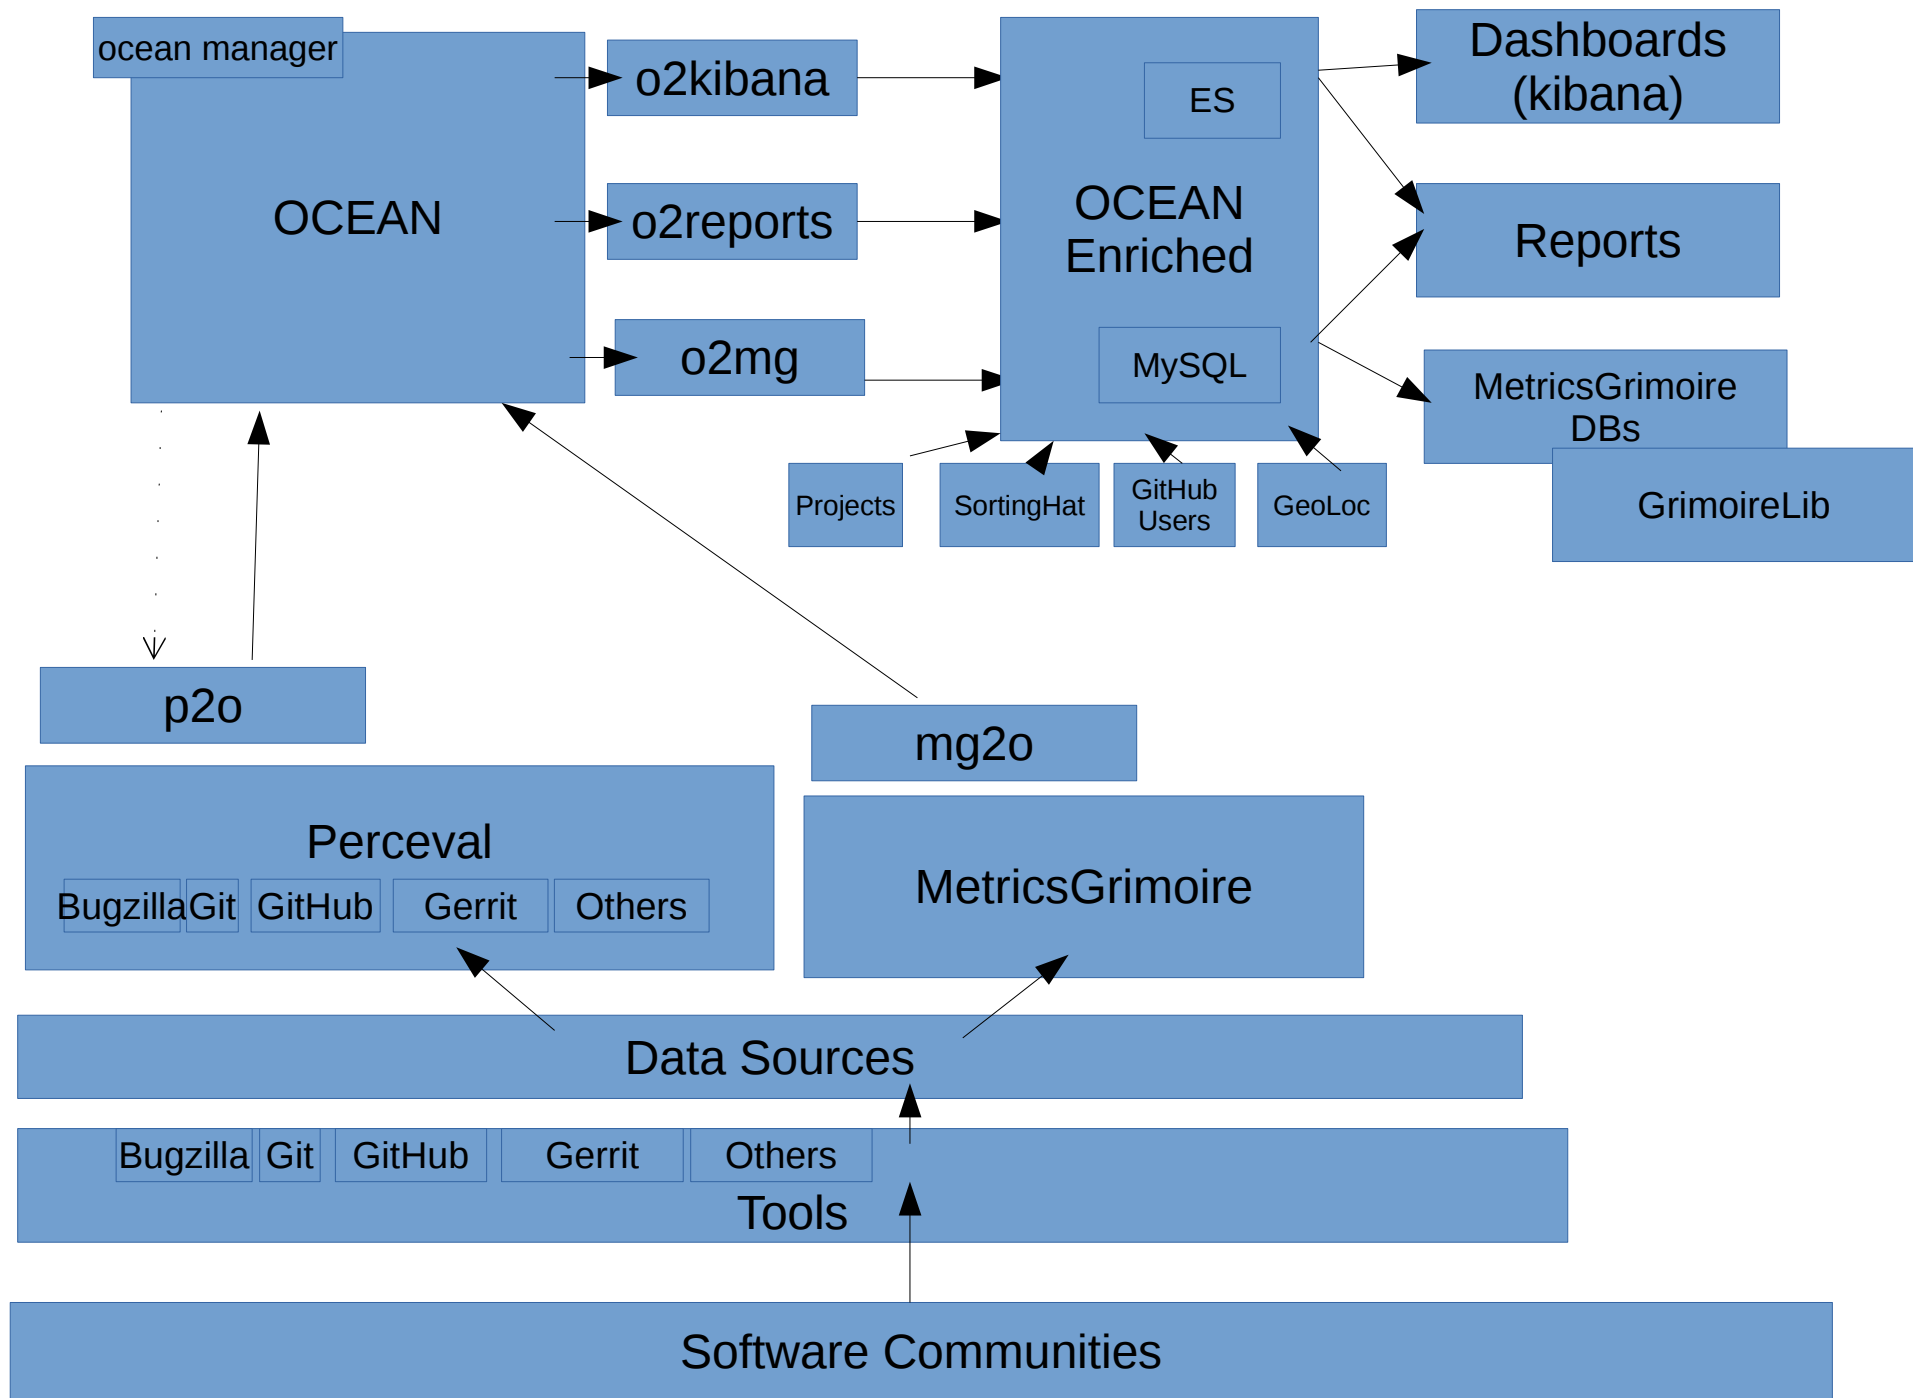 ocean manager
OCEAN
o2kibana
o2reports
o2mg
ES
OCEAN
Enriched
MySQL
Dashboards
(kibana)
Reports
MetricsGrimoire
DBs
GrimoireLib
Projects
SortingHat
GitHub
Users
GeoLoc
p2o
mg2o
Perceval
Bugzilla
Git
GitHub
Gerrit
Others
MetricsGrimoire
Data Sources
Bugzilla
Git
GitHub
Gerrit
Others
Tools
Software Communities